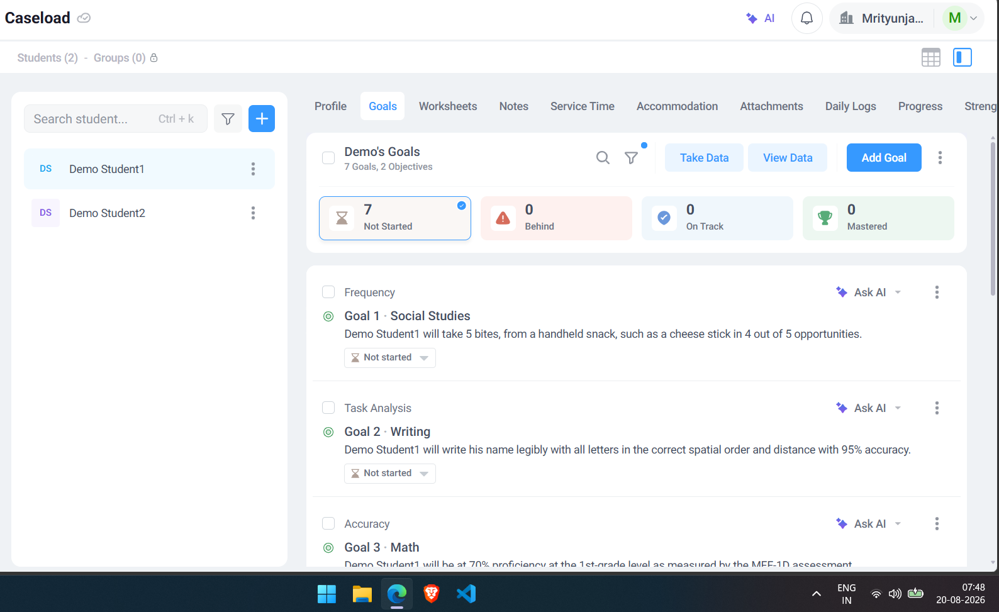 Caseload
AI
Mrityunja...
M
Students (2) - Groups (0)
Search student... Ctrl + k
DS Demo Student1
DS Demo Student2
Profile Goals Worksheets Notes Service Time Accommodation Attachments Daily Logs Progress Streng
Demo's Goals
7 Goals, 2 Objectives
Take Data View Data Add Goal
7
Not Started
0
Behind
0
On Track
0
Mastered
Frequency Ask AI
Goal 1 · Social Studies
Demo Student1 will take 5 bites, from a handheld snack, such as a cheese stick in 4 out of 5 opportunities.
Not started
Task Analysis Ask AI
Goal 2 · Writing
Demo Student1 will write his name legibly with all letters in the correct spatial order and distance with 95% accuracy.
Not started
Accuracy Ask AI
Goal 3 · Math
Demo Student1 will be at 70% proficiency at the 1st-grade level as measured by the MFF-1D assessment
ENG
IN
07:48
20-08-2026